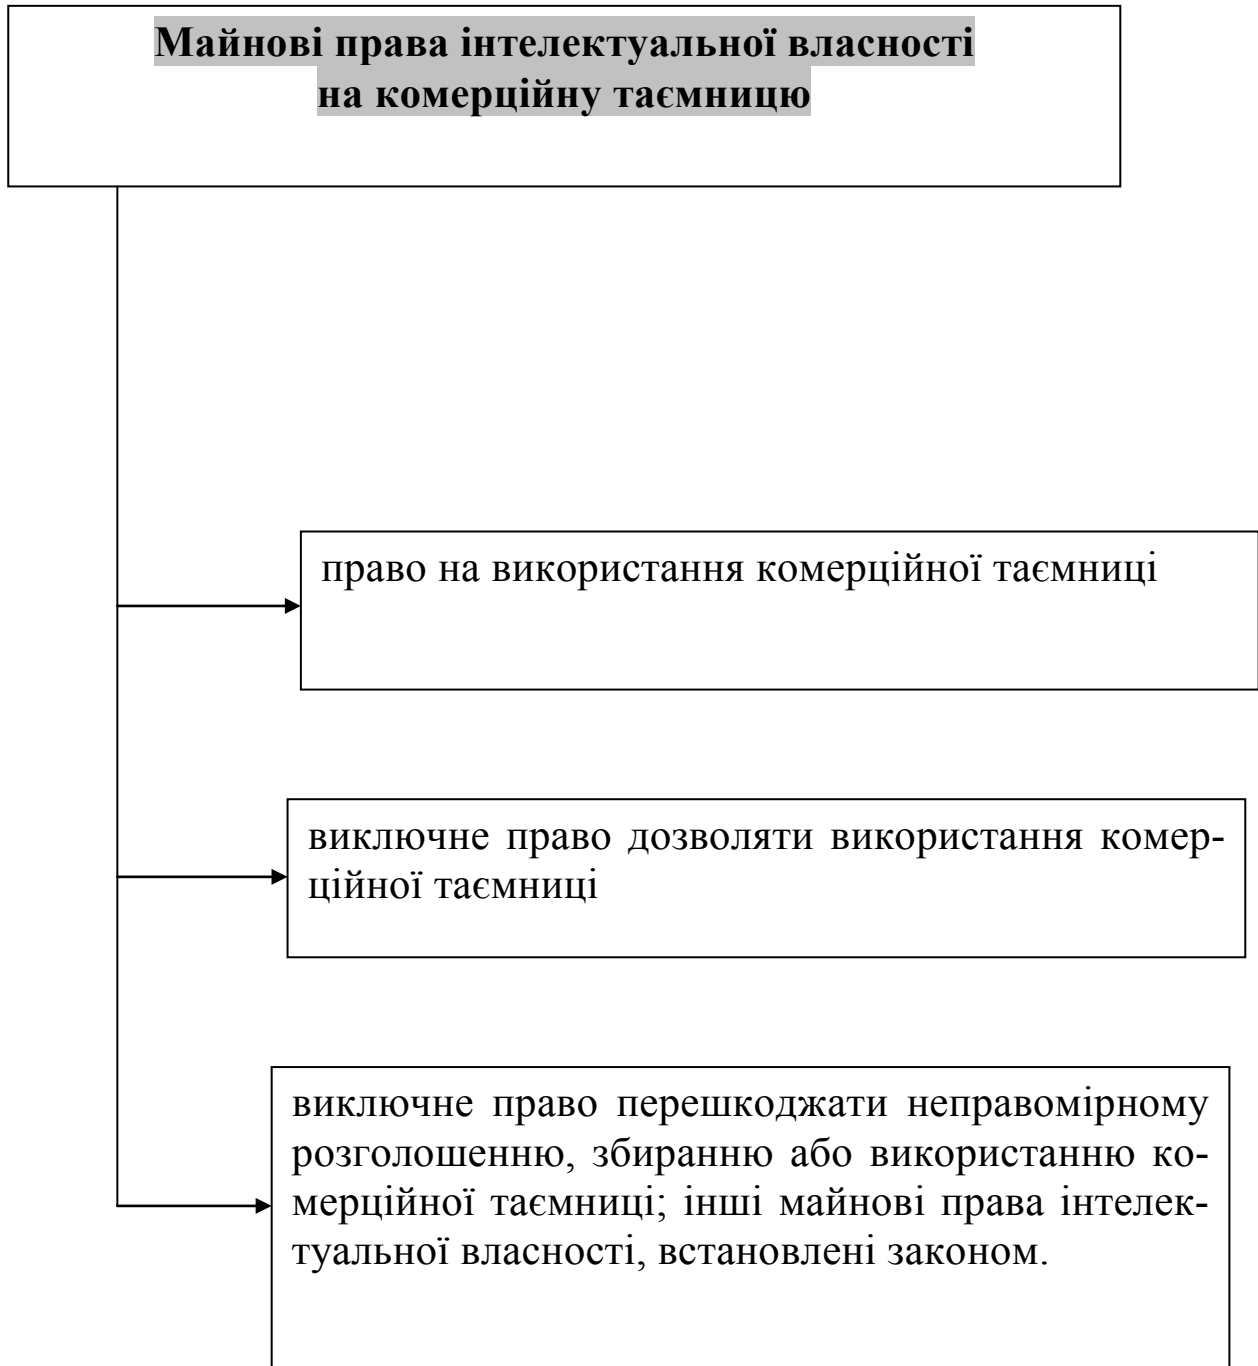 Майнові права інтелектуальної власності
на комерційну таємницю
право на використання комерційної таємниці
виключне право дозволяти використання комер-
ційної таємниці
виключне право перешкоджати неправомірному
розголошенню, збиранню або використанню ко-
мерційної таємниці; інші майнові права інтелек-
туальної власності, встановлені законом.